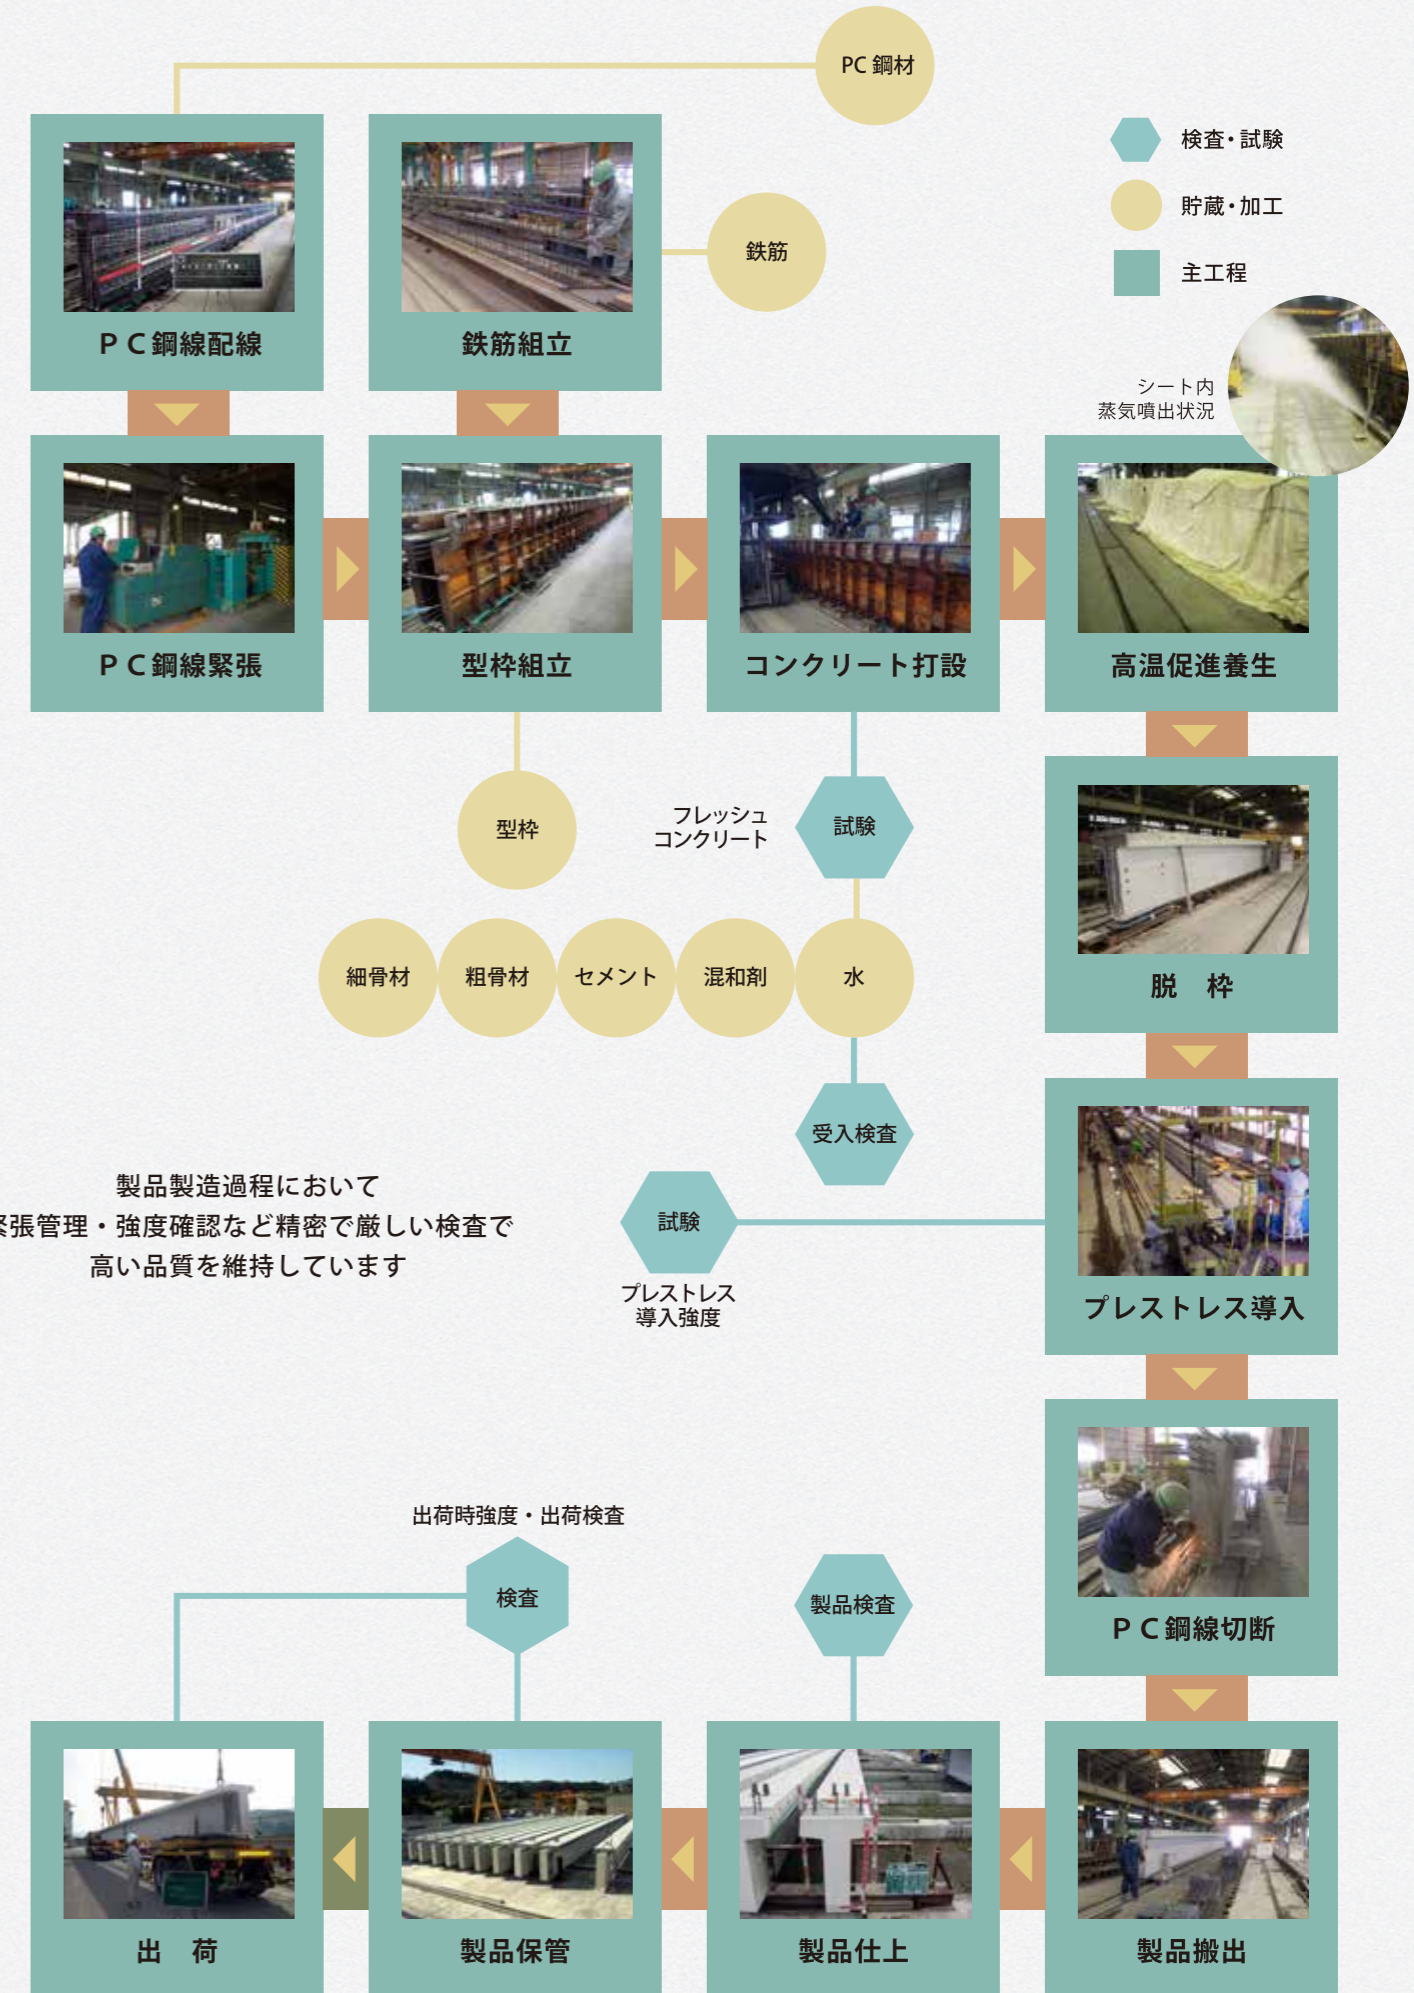 PC 鋼材
検査・試験
貯蔵・加工
主工程
鉄筋
ＰＣ鋼線配線
鉄筋組立
シート内
蒸気噴出状況
ＰＣ鋼線緊張
型枠組立
コンクリート打設
高温促進養生
型枠
フレッシュ
コンクリート
試験
細骨材
粗骨材
セメント
混和剤
水
脱　枠
受入検査
製品製造過程において
緊張管理・強度確認など精密で厳しい検査で
高い品質を維持しています
試験
プレストレス
導入強度
プレストレス導入
ＰＣ鋼線切断
出荷時強度・出荷検査
検査
製品検査
出　荷
製品保管
製品仕上
製品搬出